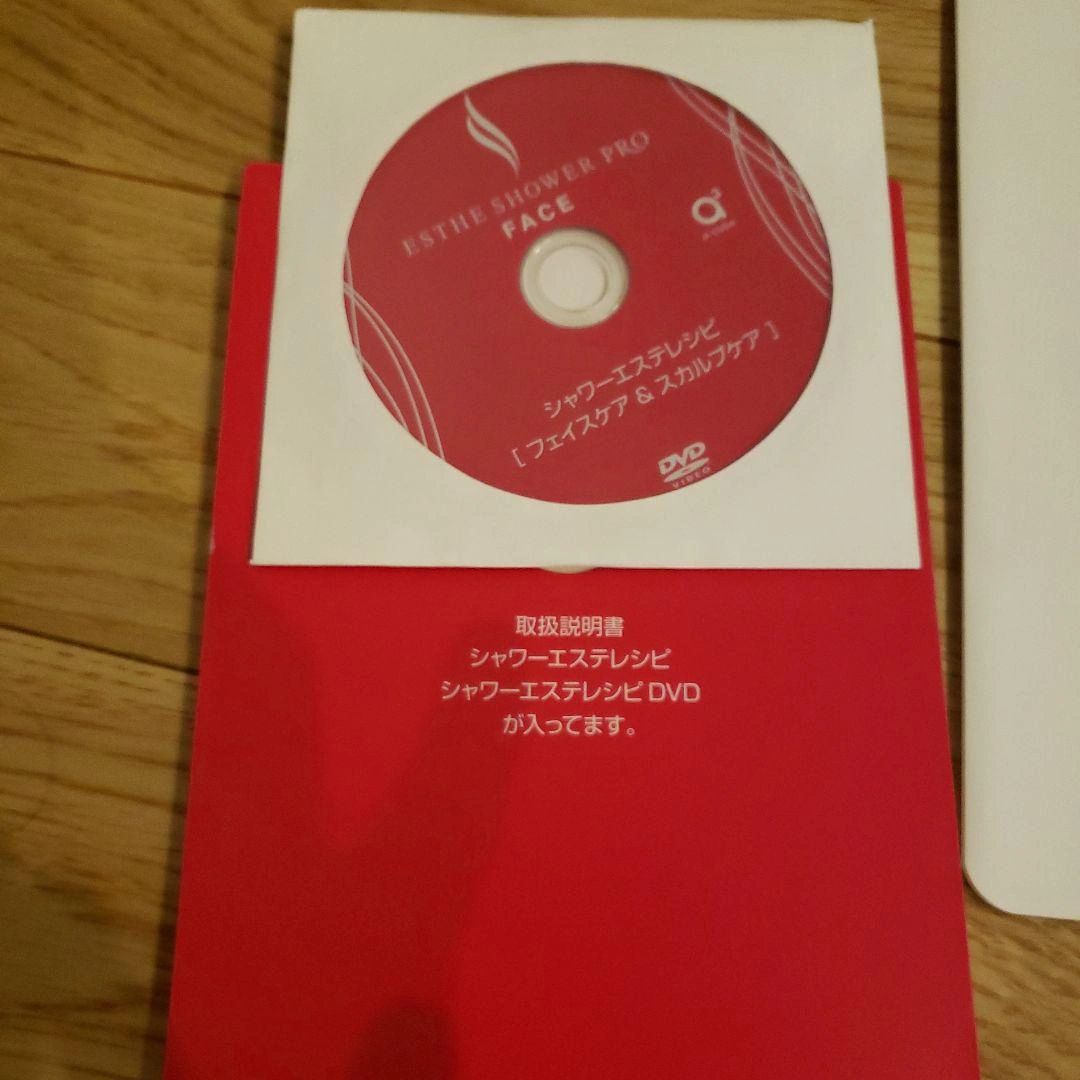 ESTHE SHOWER PRO
FACE
シャワーエステレシピ
[ フェイスケア & スカルプケア ]
DVD
VIDEO
取扱説明書
シャワーエステレシピ
シャワーエステレシピ DVD
が入ってます。